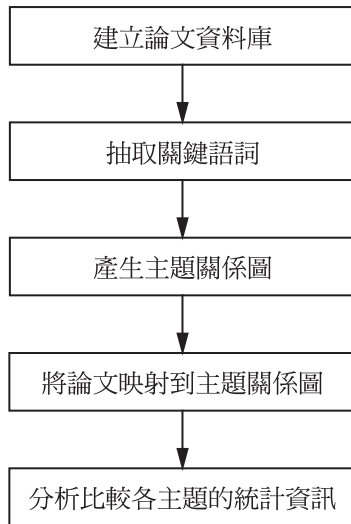 建立論文資料庫
抽取關鍵語詞
產生主題關係圖
將論文映射到主題關係圖
分析比較各主題的統計資訊